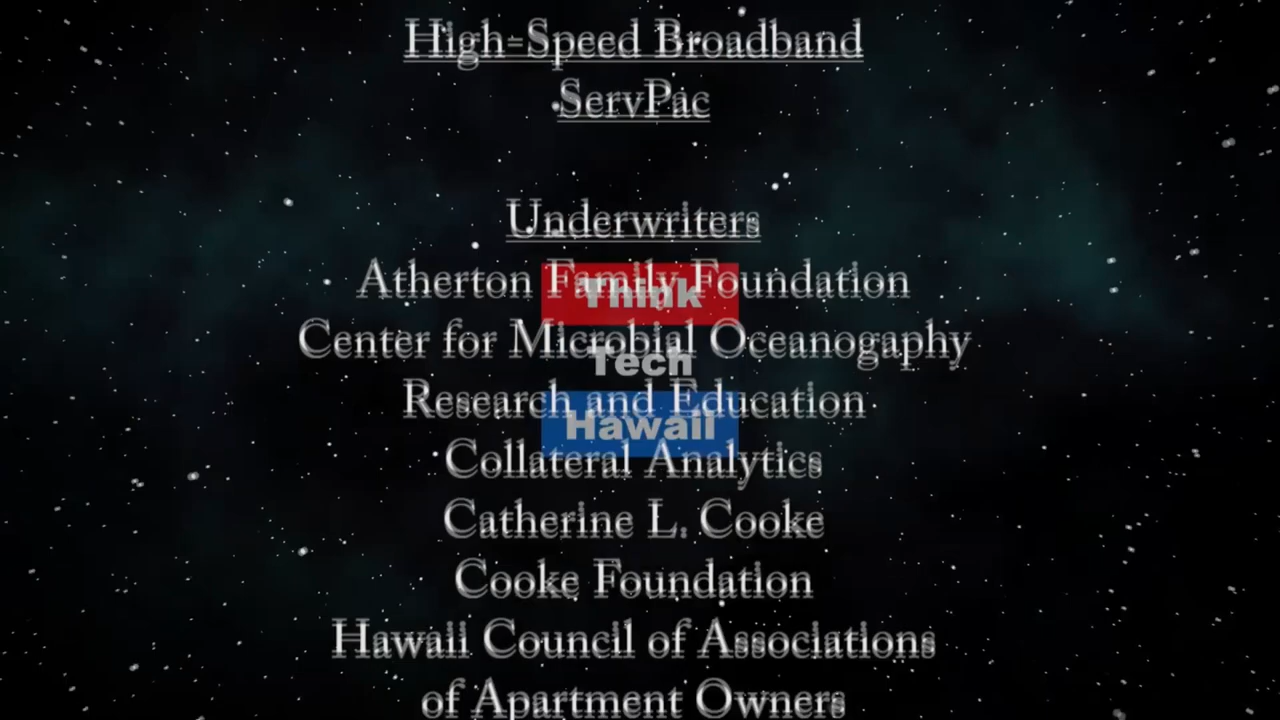 High-Speed Broadband
ServPac
Underwriters
Atherton Family Foundation
Think
Center for Microbial Oceanogaphy
Tech
Research and Education
Hawaii
Collateral Analytics
Catherine L. Cooke
Cooke Foundation
Hawaii Council of Associations
of Apartment Owners